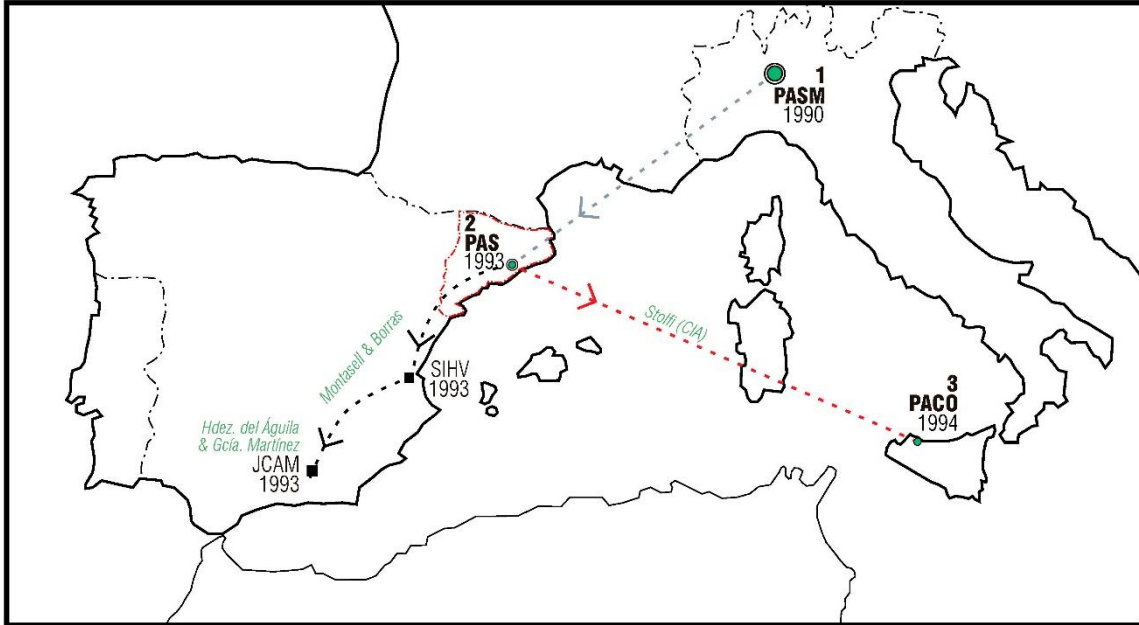 1
PASM
1990
2
PAS
1993
Montasell & Borras
SIHV
1993
Stolfi (CIA)
3
PACO
1994
Hdez. del Águila
& Gcía. Martínez
JCAM
1993